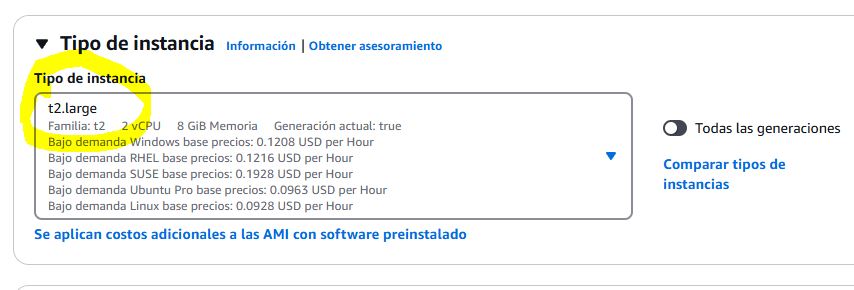 Tipo de instancia Información | Obtener asesoramiento
Tipo de instancia
t2.large
Familia: t2 2 vCPU 8 GiB Memoria Generación actual: true
Bajo demanda Windows base precios: 0.1208 USD per Hour
Bajo demanda RHEL base precios: 0.1216 USD per Hour
Bajo demanda SUSE base precios: 0.1928 USD per Hour
Bajo demanda Ubuntu Pro base precios: 0.0963 USD per Hour
Bajo demanda Linux base precios: 0.0928 USD per Hour
Todas las generaciones
Comparar tipos de
instancias
Se aplican costos adicionales a las AMI con software preinstalado